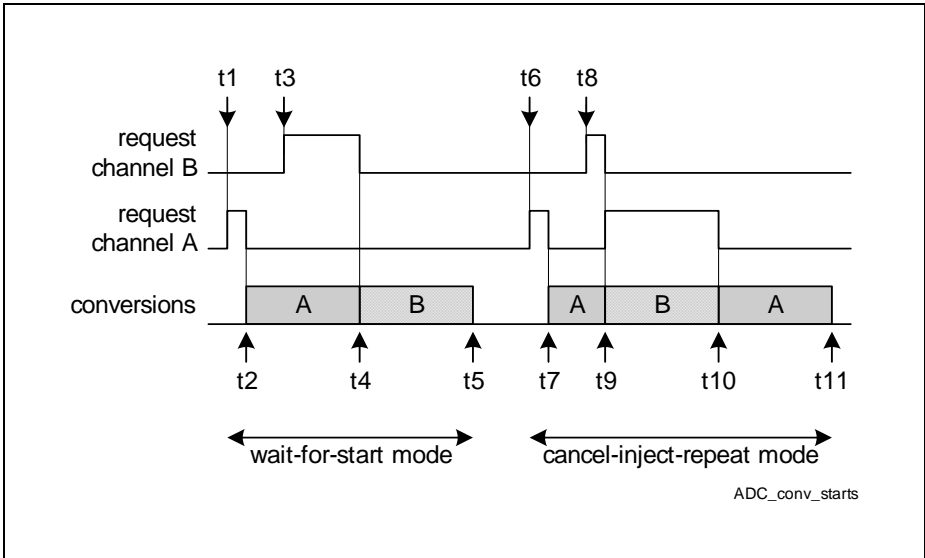 t1 t3 t6 t8
request
channel B
request
channel A
conversions A B A B A
t2 t4 t5 t7 t9 t10 t11
wait-for-start mode cancel-inject-repeat mode
ADC_conv_starts